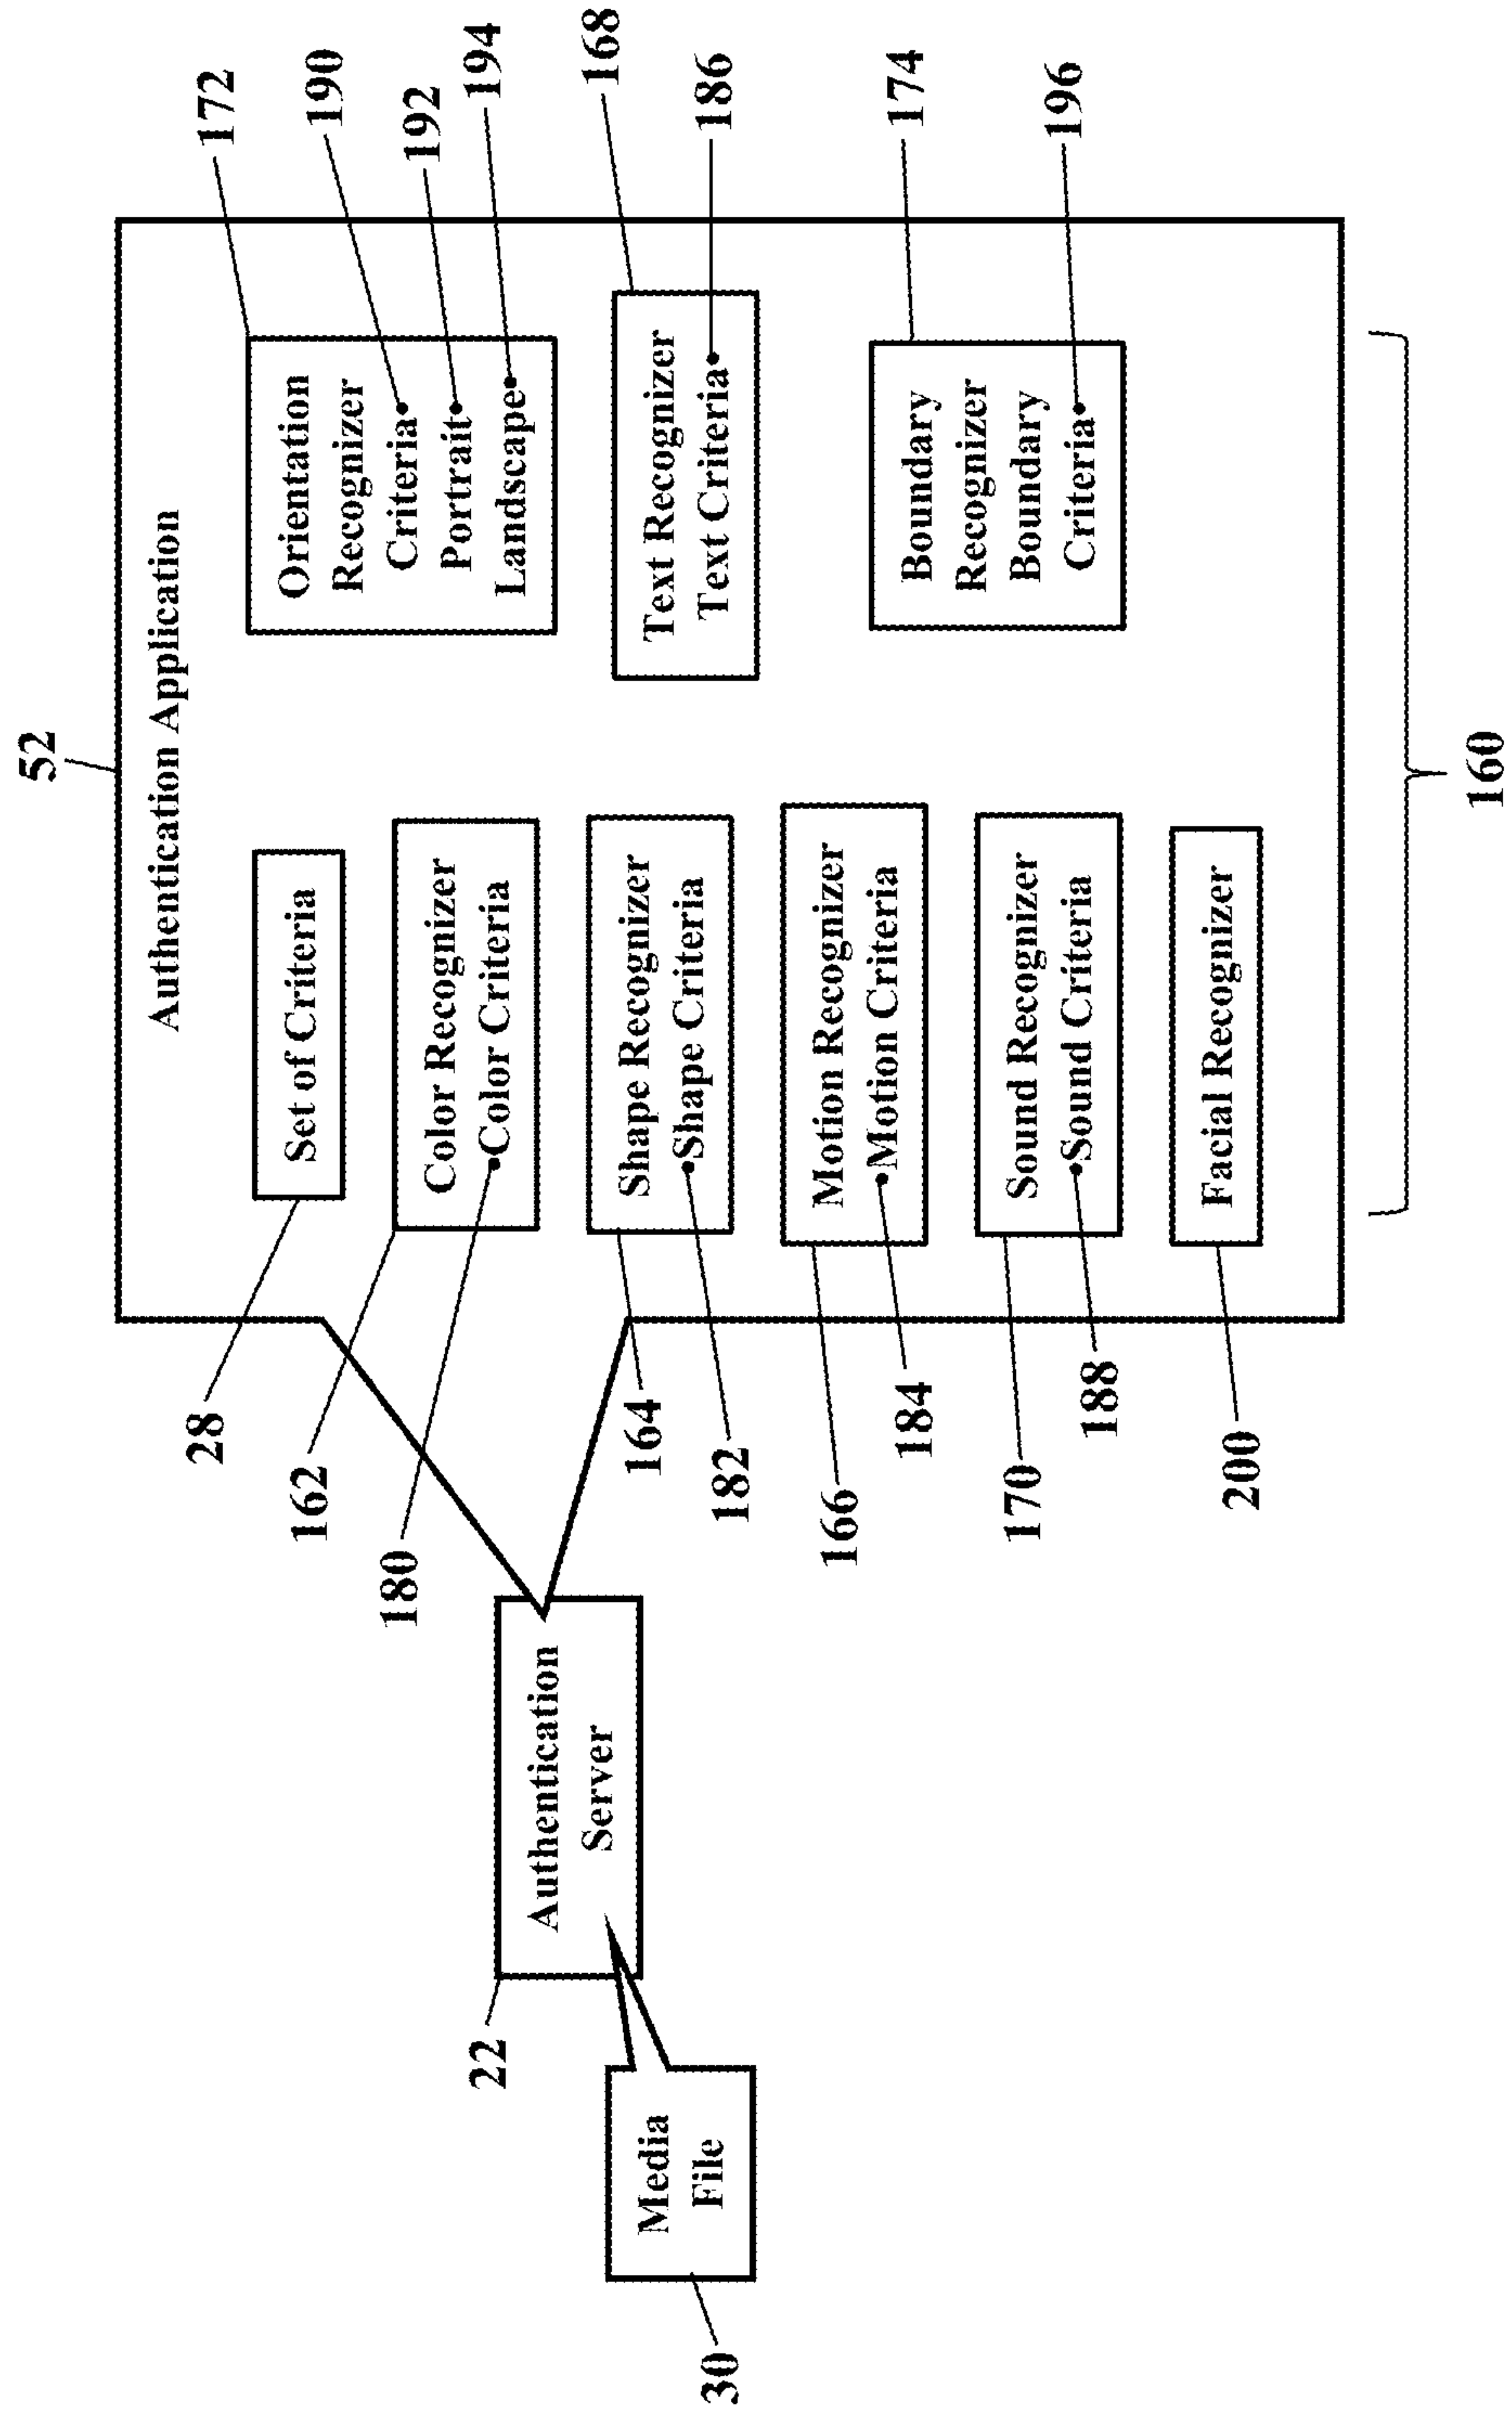 52
Authentication Application
28
Set of Criteria
162
Color Recognizer
180
Color Criteria
164
Shape Recognizer
182
Shape Criteria
166
Motion Recognizer
184
Motion Criteria
170
Sound Recognizer
188
Sound Criteria
200
Facial Recognizer
172
Orientation
Recognizer
Criteria
190
Portrait
192
Landscape
194
168
Text Recognizer
Text Criteria
186
174
Boundary
Recognizer
Boundary
Criteria
196
160
22
Authentication
Server
30
Media
File